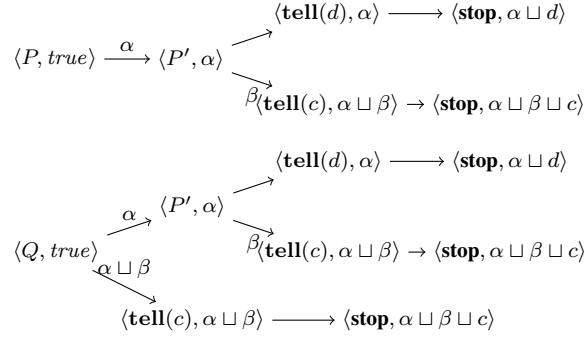 ⟨tell(d), α⟩ ⟶ ⟨stop, α ⊔ d⟩
⟨P, true⟩ α⟶ ⟨P′, α⟩
β ⟨tell(c), α ⊔ β⟩ → ⟨stop, α ⊔ β ⊔ c⟩
⟨tell(d), α⟩ ⟶ ⟨stop, α ⊔ d⟩
α ⟨P′, α⟩
⟨Q, true⟩ β ⟨tell(c), α ⊔ β⟩ → ⟨stop, α ⊔ β ⊔ c⟩
α ⊔ β
⟨tell(c), α ⊔ β⟩ ⟶ ⟨stop, α ⊔ β ⊔ c⟩